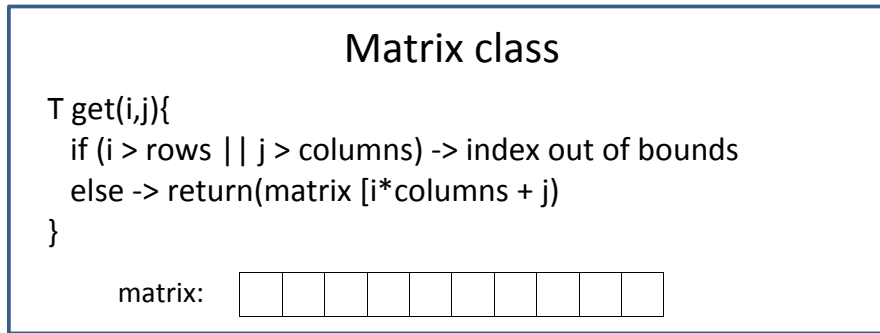 Matrix class
T get(i,j){
if (i > rows || j > columns) -> index out of bounds
else -> return(matrix [i*columns + j)
}
matrix: